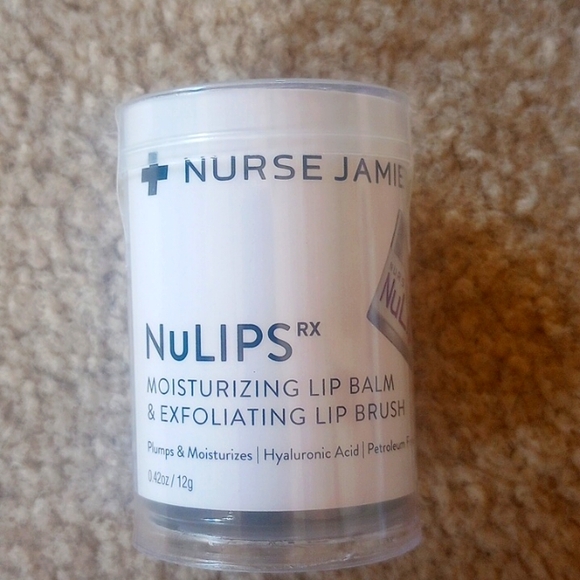 NURSE JAMIE
NuLIPS RX
MOISTURIZING LIP BALM
& EXFOLIATING LIP BRUSH
Plumps & Moisturizes | Hyaluronic Acid | Petroleum
0.42oz / 12g